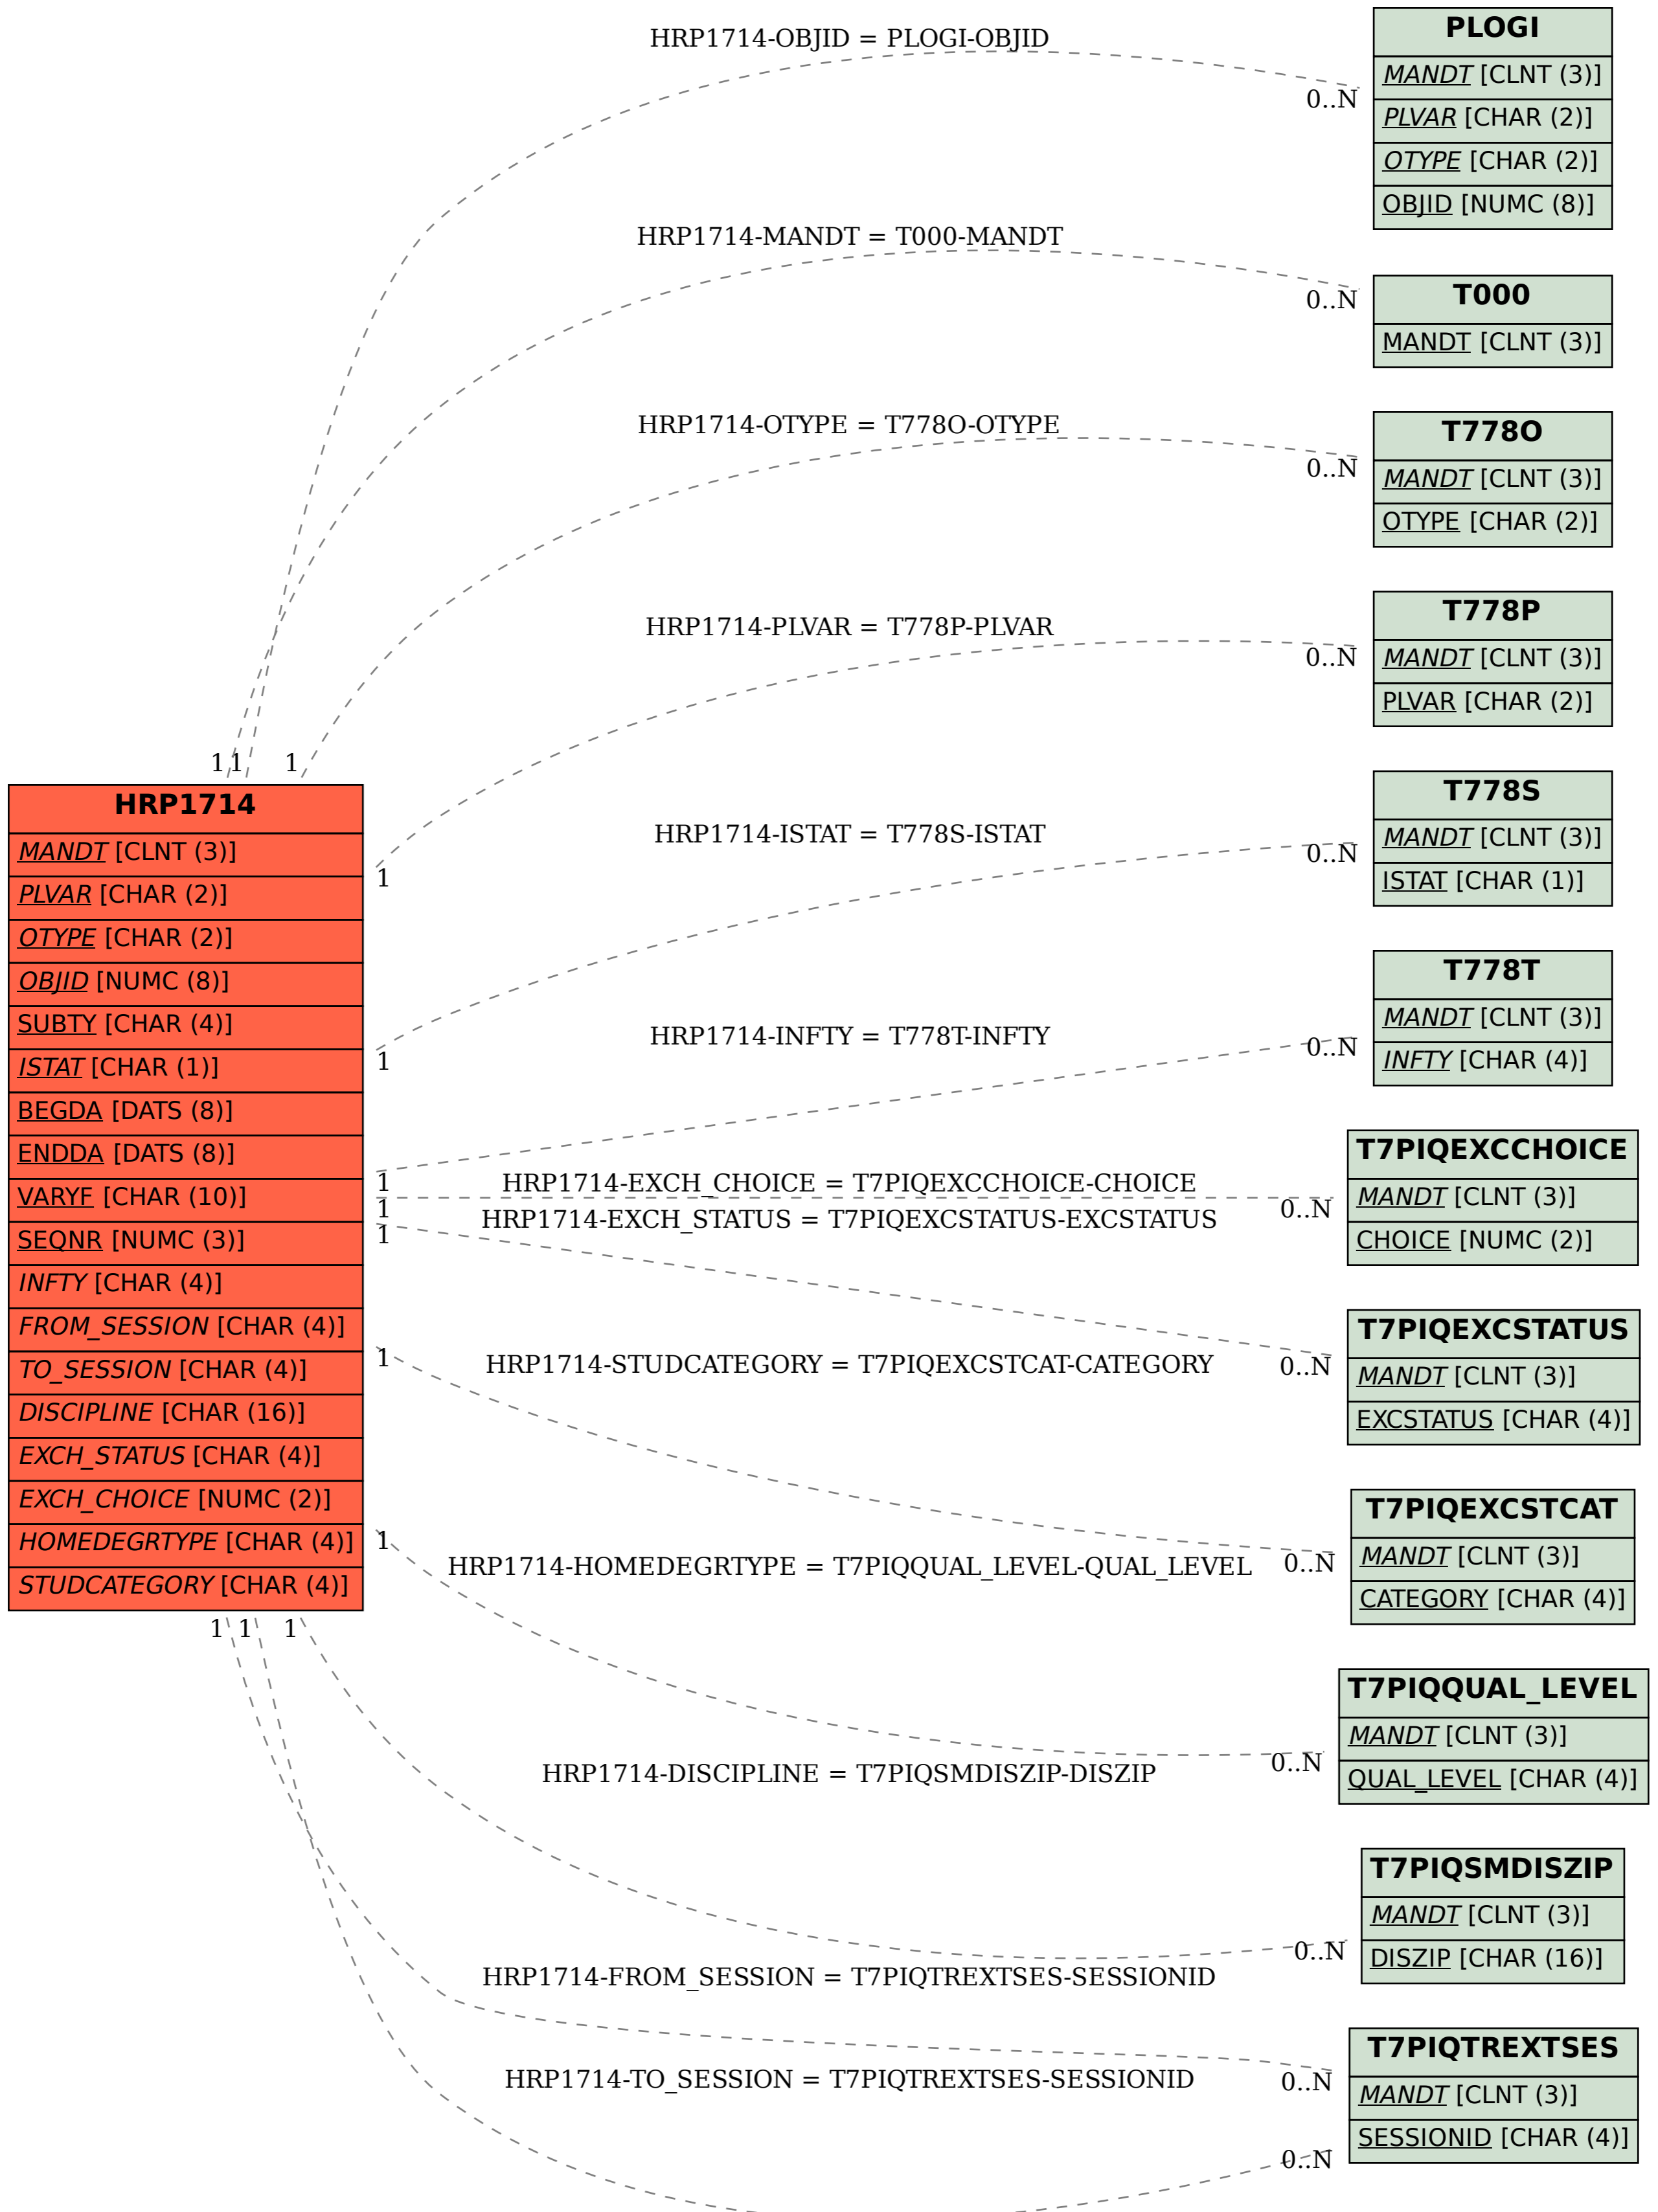 HRP1714-OBJID = PLOGI-OBJID
0..N
PLOGI
MANDT [CLNT (3)]
PLVAR [CHAR (2)]
OTYPE [CHAR (2)]
OBJID [NUMC (8)]
HRP1714-MANDT = T000-MANDT
0..N
T000
MANDT [CLNT (3)]
HRP1714-OTYPE = T778O-OTYPE
0..N
T778O
MANDT [CLNT (3)]
OTYPE [CHAR (2)]
HRP1714-PLVAR = T778P-PLVAR
0..N
T778P
MANDT [CLNT (3)]
PLVAR [CHAR (2)]
1
1
1
HRP1714
MANDT [CLNT (3)]
PLVAR [CHAR (2)]
OTYPE [CHAR (2)]
OBJID [NUMC (8)]
SUBTY [CHAR (4)]
ISTAT [CHAR (1)]
BEGDA [DATS (8)]
ENDDA [DATS (8)]
VARYF [CHAR (10)]
SEQNR [NUMC (3)]
INFTY [CHAR (4)]
FROM_SESSION [CHAR (4)]
TO_SESSION [CHAR (4)]
DISCIPLINE [CHAR (16)]
EXCH_STATUS [CHAR (4)]
EXCH_CHOICE [NUMC (2)]
HOMEDEGRTYPE [CHAR (4)]
STUDCATEGORY [CHAR (4)]
1
1
1
1
1
1
1
1
1
1
HRP1714-ISTAT = T778S-ISTAT
0..N
T778S
MANDT [CLNT (3)]
ISTAT [CHAR (1)]
HRP1714-INFTY = T778T-INFTY
0..N
T778T
MANDT [CLNT (3)]
INFTY [CHAR (4)]
HRP1714-EXCH_CHOICE = T7PIQEXCCHOICE-CHOICE
0..N
T7PIQEXCCHOICE
MANDT [CLNT (3)]
CHOICE [NUMC (2)]
HRP1714-EXCH_STATUS = T7PIQEXCSTATUS-EXCSTATUS
0..N
T7PIQEXCSTATUS
MANDT [CLNT (3)]
EXCSTATUS [CHAR (4)]
HRP1714-STUDCATEGORY = T7PIQEXCSTCAT-CATEGORY
0..N
T7PIQEXCSTCAT
MANDT [CLNT (3)]
CATEGORY [CHAR (4)]
HRP1714-HOMEDEGRTYPE = T7PIQQUAL_LEVEL-QUAL_LEVEL
0..N
T7PIQQUAL_LEVEL
MANDT [CLNT (3)]
QUAL_LEVEL [CHAR (4)]
HRP1714-DISCIPLINE = T7PIQSMDISZIP-DISZIP
0..N
T7PIQSMDISZIP
MANDT [CLNT (3)]
DISZIP [CHAR (16)]
HRP1714-FROM_SESSION = T7PIQTREXTSES-SESSIONID
0..N
T7PIQTREXTSES
MANDT [CLNT (3)]
SESSIONID [CHAR (4)]
HRP1714-TO_SESSION = T7PIQTREXTSES-SESSIONID
0..N